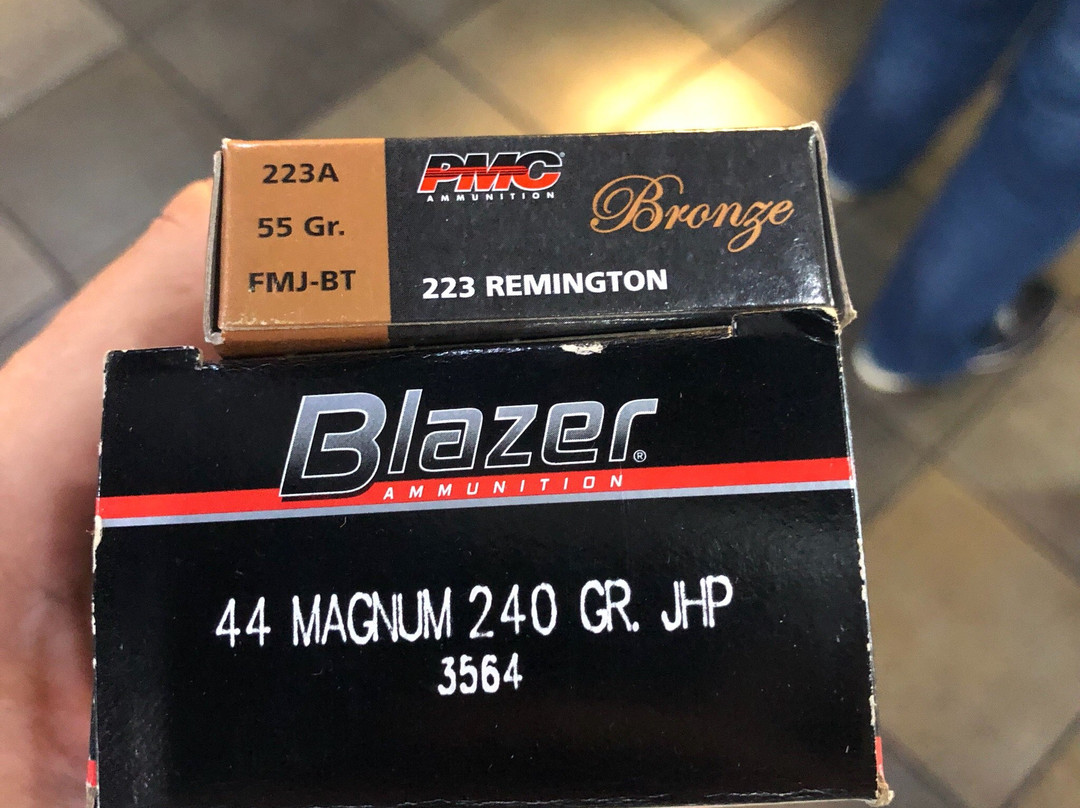 223A
55 Gr.
FMJ-BT
PMC®
AMMUNITION
Bronze
223 REMINGTON
Blazer®
AMMUNITION
44 MAGNUM 240 GR. JHP
3564